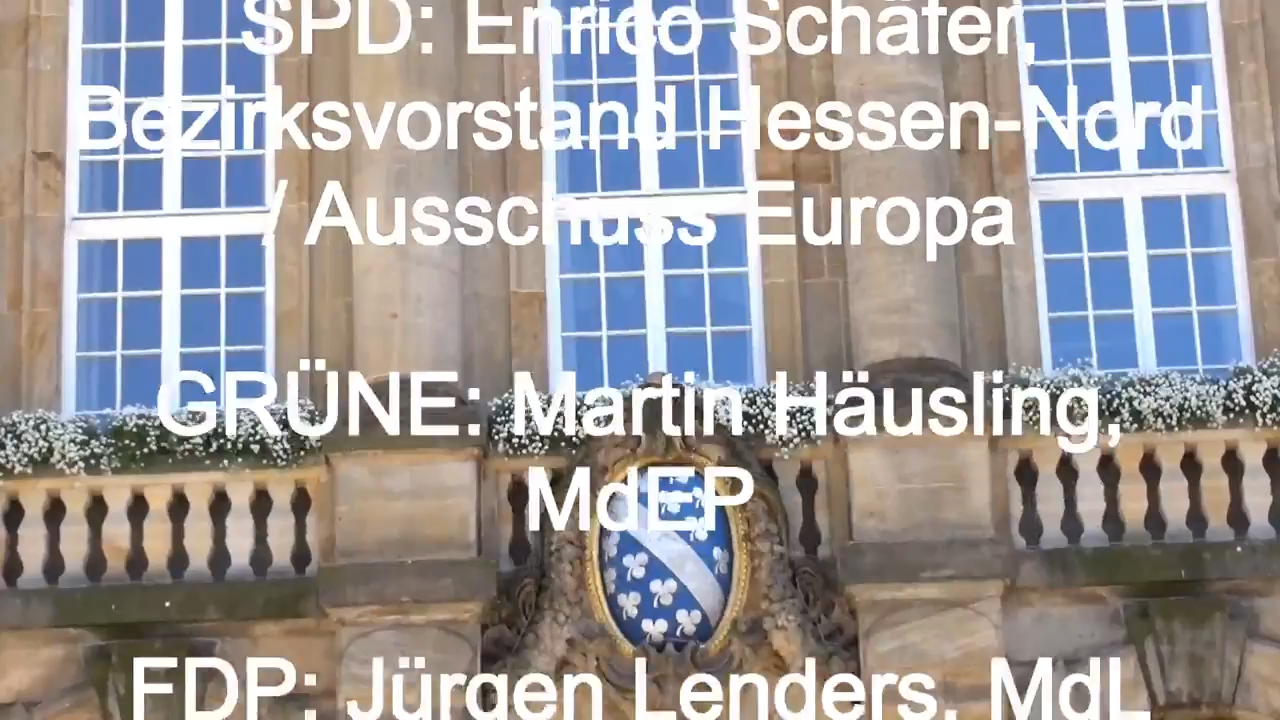 SPD: Enrico Schäfer,
Bezirksvorstand Hessen-Nord
/ Ausschuss Europa
GRÜNE: Martin Häusling,
MdEP
FDP: Jürgen Lenders, MdL